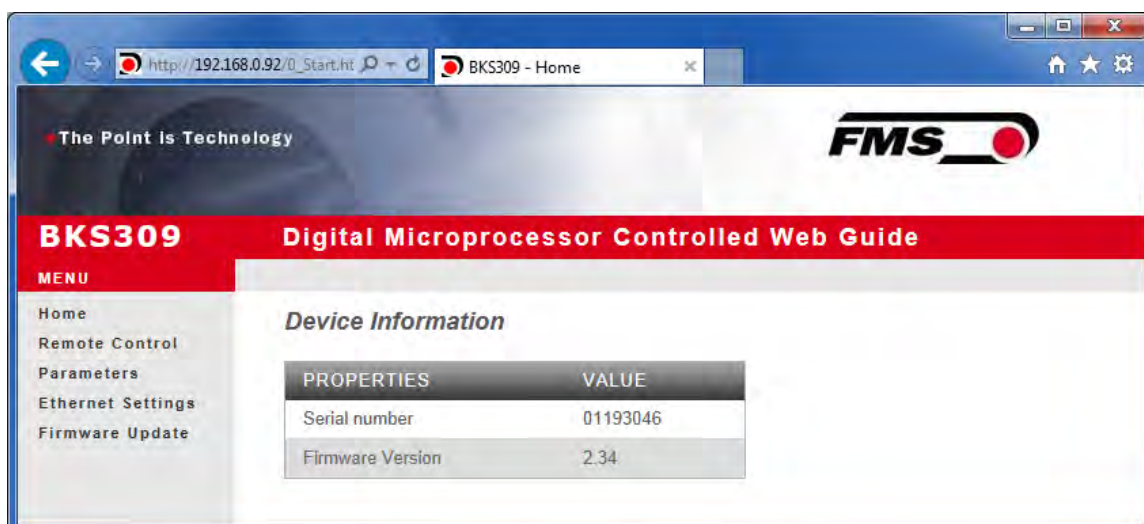 http://192.168.0.92/0_Start.ht
BKS309 - Home
The Point is Technology
FMS
BKS309
Digital Microprocessor Controlled Web Guide
MENU
Home
Remote Control
Parameters
Ethernet Settings
Firmware Update
Device Information
PROPERTIES VALUE
Serial number 01193046
Firmware Version 2.34